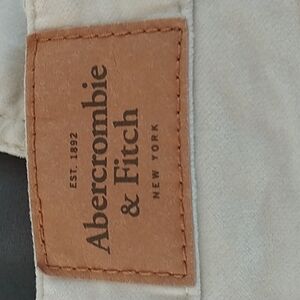 EST. 1892
Abercrombie
& Fitch
NEW YORK